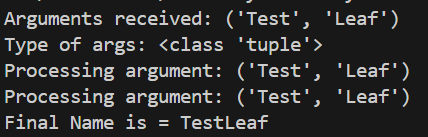 Arguments received: ('Test', 'Leaf')
Type of args: <class 'tuple'>
Processing argument: ('Test', 'Leaf')
Processing argument: ('Test', 'Leaf')
Final Name is = TestLeaf